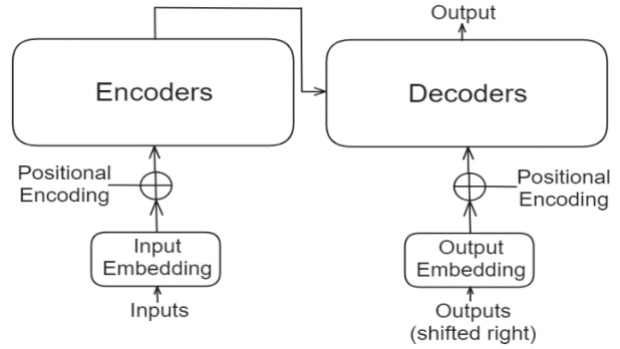 Output
Encoders
Decoders
Positional
Encoding
Positional
Encoding
Input
Embedding
Output
Embedding
Inputs
Outputs
(shifted right)